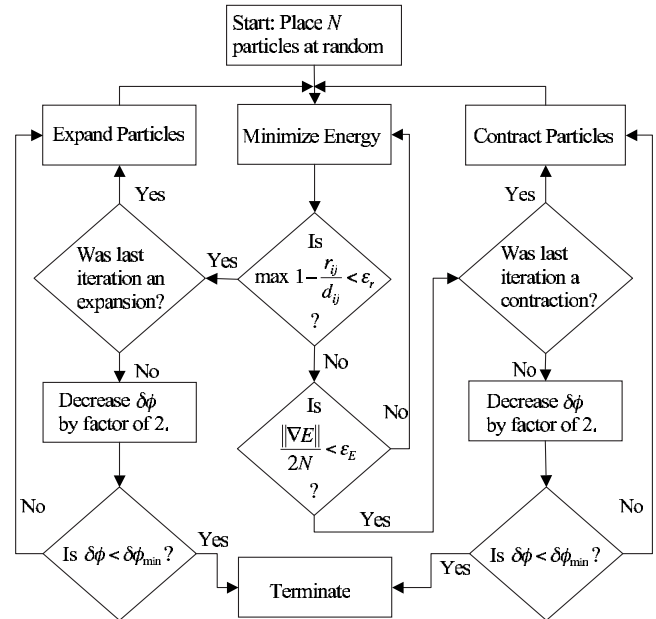 Start: Place N
particles at random
Expand Particles
Minimize Energy
Contract Particles
Yes
Yes
Was last
iteration an
expansion?
Yes
Is
max 1 − r_ij / d_ij < ε_r
?
Was last
iteration a
contraction?
No
No
No
Decrease δϕ
by factor of 2.
Is
‖∇E‖ / 2N < ε_E
?
No
Decrease δϕ
by factor of 2.
No
Is δϕ < δϕ_min ?
Yes
Yes
Terminate
Yes
Is δϕ < δϕ_min ?
No